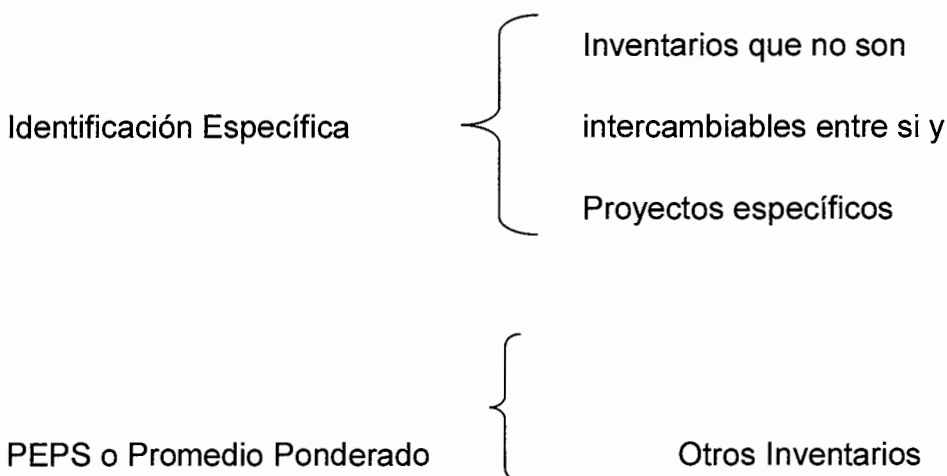 Inventarios que no son
Identificación Específica intercambiables entre si y
Proyectos específicos
PEPS o Promedio Ponderado Otros Inventarios